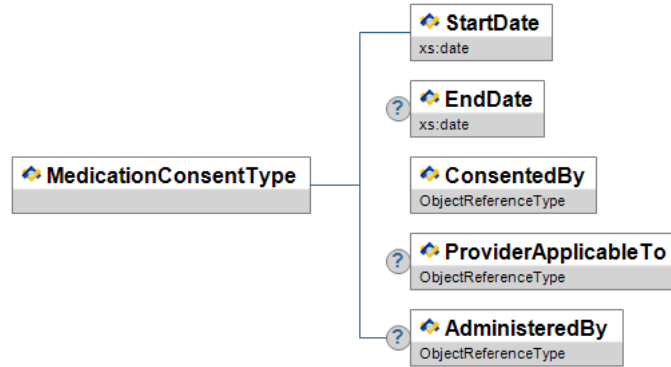 StartDate
xs:date
?
EndDate
xs:date
MedicationConsentType
ConsentedBy
ObjectReferenceType
?
ProviderApplicableTo
ObjectReferenceType
?
AdministeredBy
ObjectReferenceType